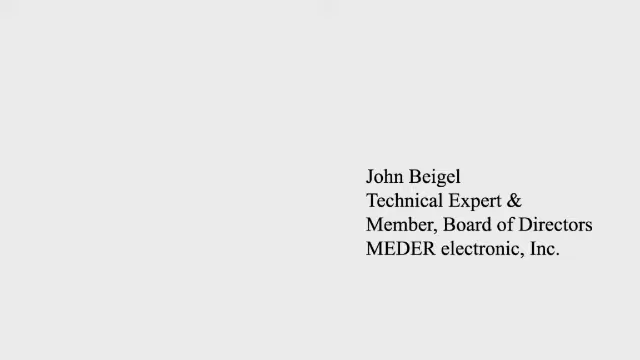 John Beigel
Technical Expert &
Member, Board of Directors
MEDER electronic, Inc.